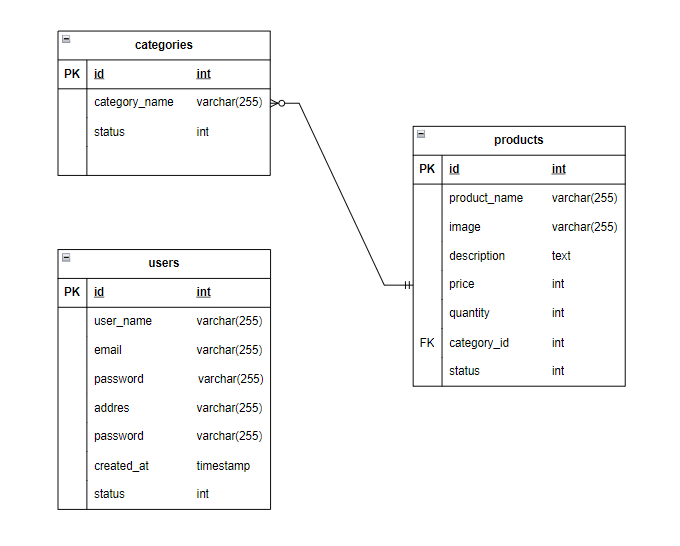 categories
PK id int
category_name varchar(255)
status int
products
PK id int
product_name varchar(255)
image varchar(255)
description text
price int
quantity int
FK category_id int
status int
users
PK id int
user_name varchar(255)
email varchar(255)
password varchar(255)
addres varchar(255)
password varchar(255)
created_at timestamp
status int